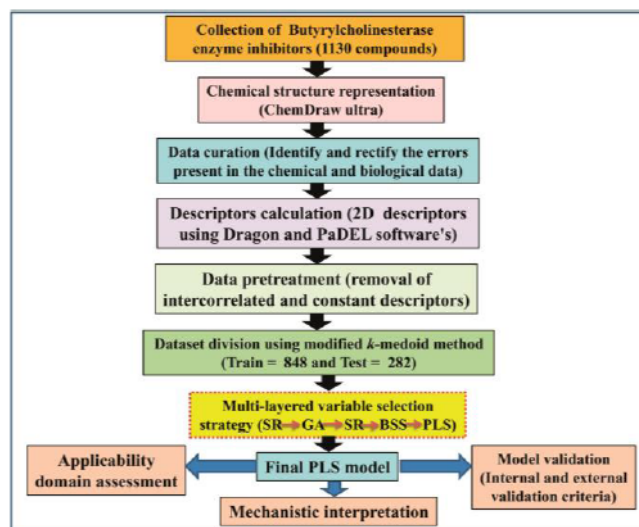 Collection of Butyrylcholinesterase
enzyme inhibitors (1130 compounds)
Chemical structure representation
(ChemDraw ultra)
Data curation (Identify and rectify the errors
present in the chemical and biological data)
Descriptors calculation (2D descriptors
using Dragon and PaDEL software's)
Data pretreatment (removal of
intercorrelated and constant descriptors)
Dataset division using modified k-medoid method
(Train = 848 and Test = 282)
Multi-layered variable selection
strategy (SR→GA→SR→BSS→PLS)
Applicability
domain assessment
Final PLS model
Model validation
(Internal and external
validation criteria)
Mechanistic interpretation